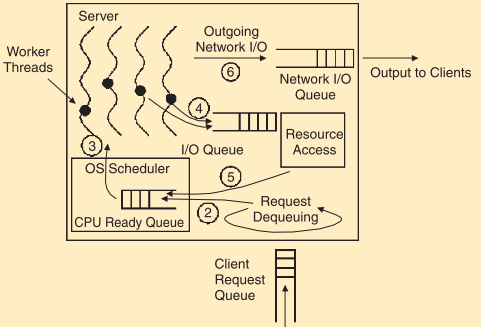 Server
Outgoing
Network I/O
6
Worker
Threads
Network I/O
Queue
Output to Clients
4
3
I/O Queue
Resource
Access
OS Scheduler
5
CPU Ready Queue
2
Request
Dequeuing
Client
Request
Queue